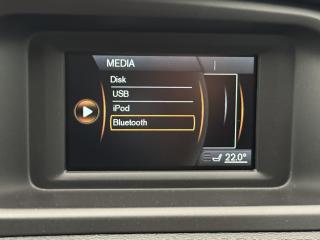 MEDIA
Disk
USB
iPod
Bluetooth
22.0°